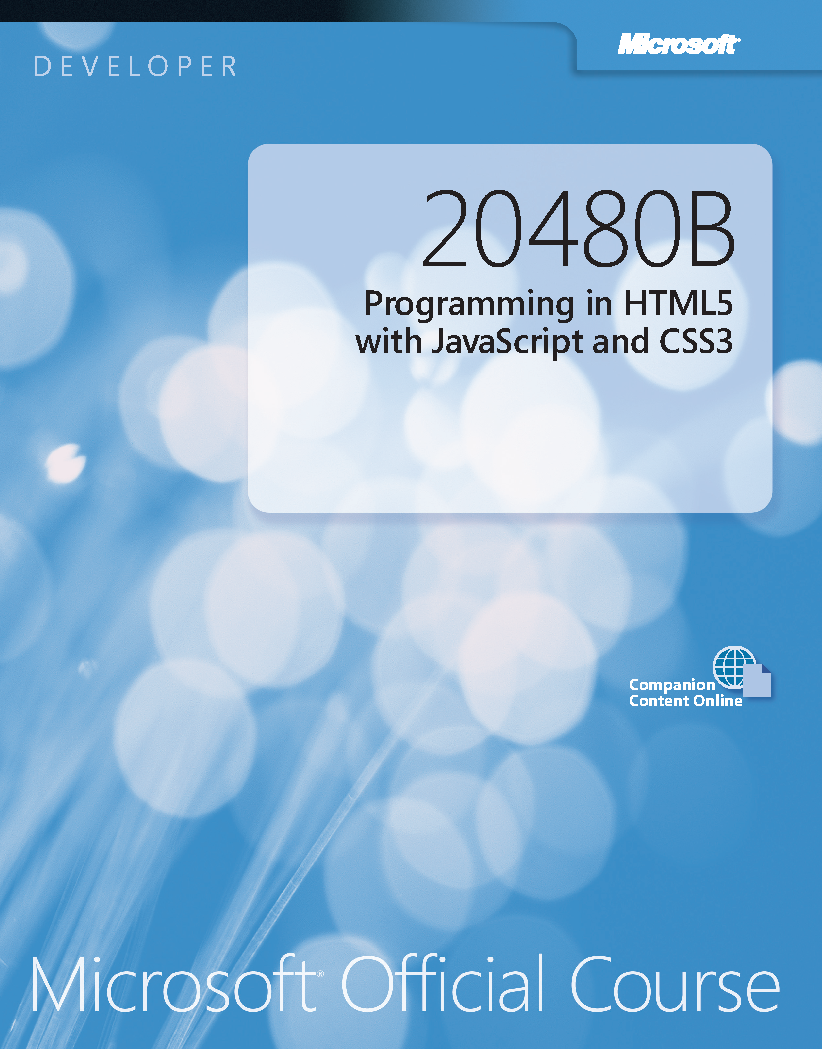 DEVELOPER
Microsoft®
20480B
Programming in HTML5
with JavaScript and CSS3
Companion
Content Online
Microsoft® Official Course